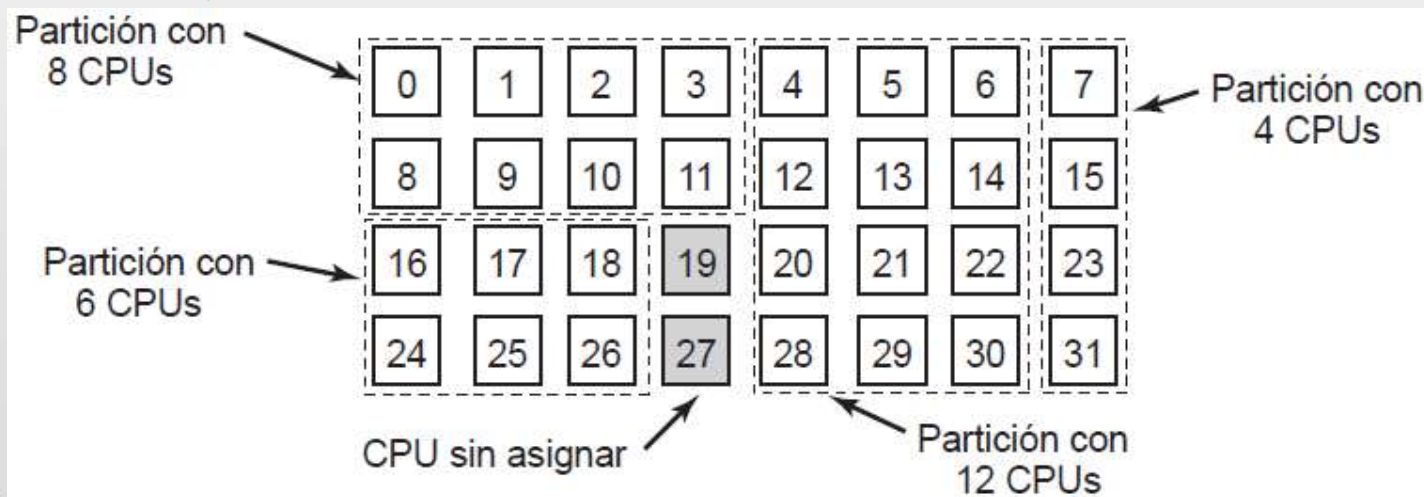 Partición con
8 CPUs
0 1 2 3 4 5 6 7
Partición con
4 CPUs
8 9 10 11 12 13 14 15
Partición con
6 CPUs
16 17 18 19 20 21 22 23
24 25 26 27 28 29 30 31
CPU sin asignar
Partición con
12 CPUs